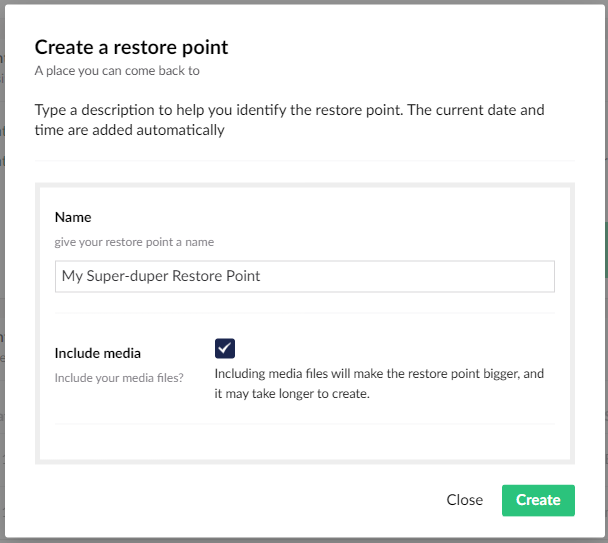 Create a restore point
A place you can come back to
Type a description to help you identify the restore point. The current date and
time are added automatically
Name
give your restore point a name
My Super-duper Restore Point
Include media
Include your media files?
Including media files will make the restore point bigger, and
it may take longer to create.
Close
Create